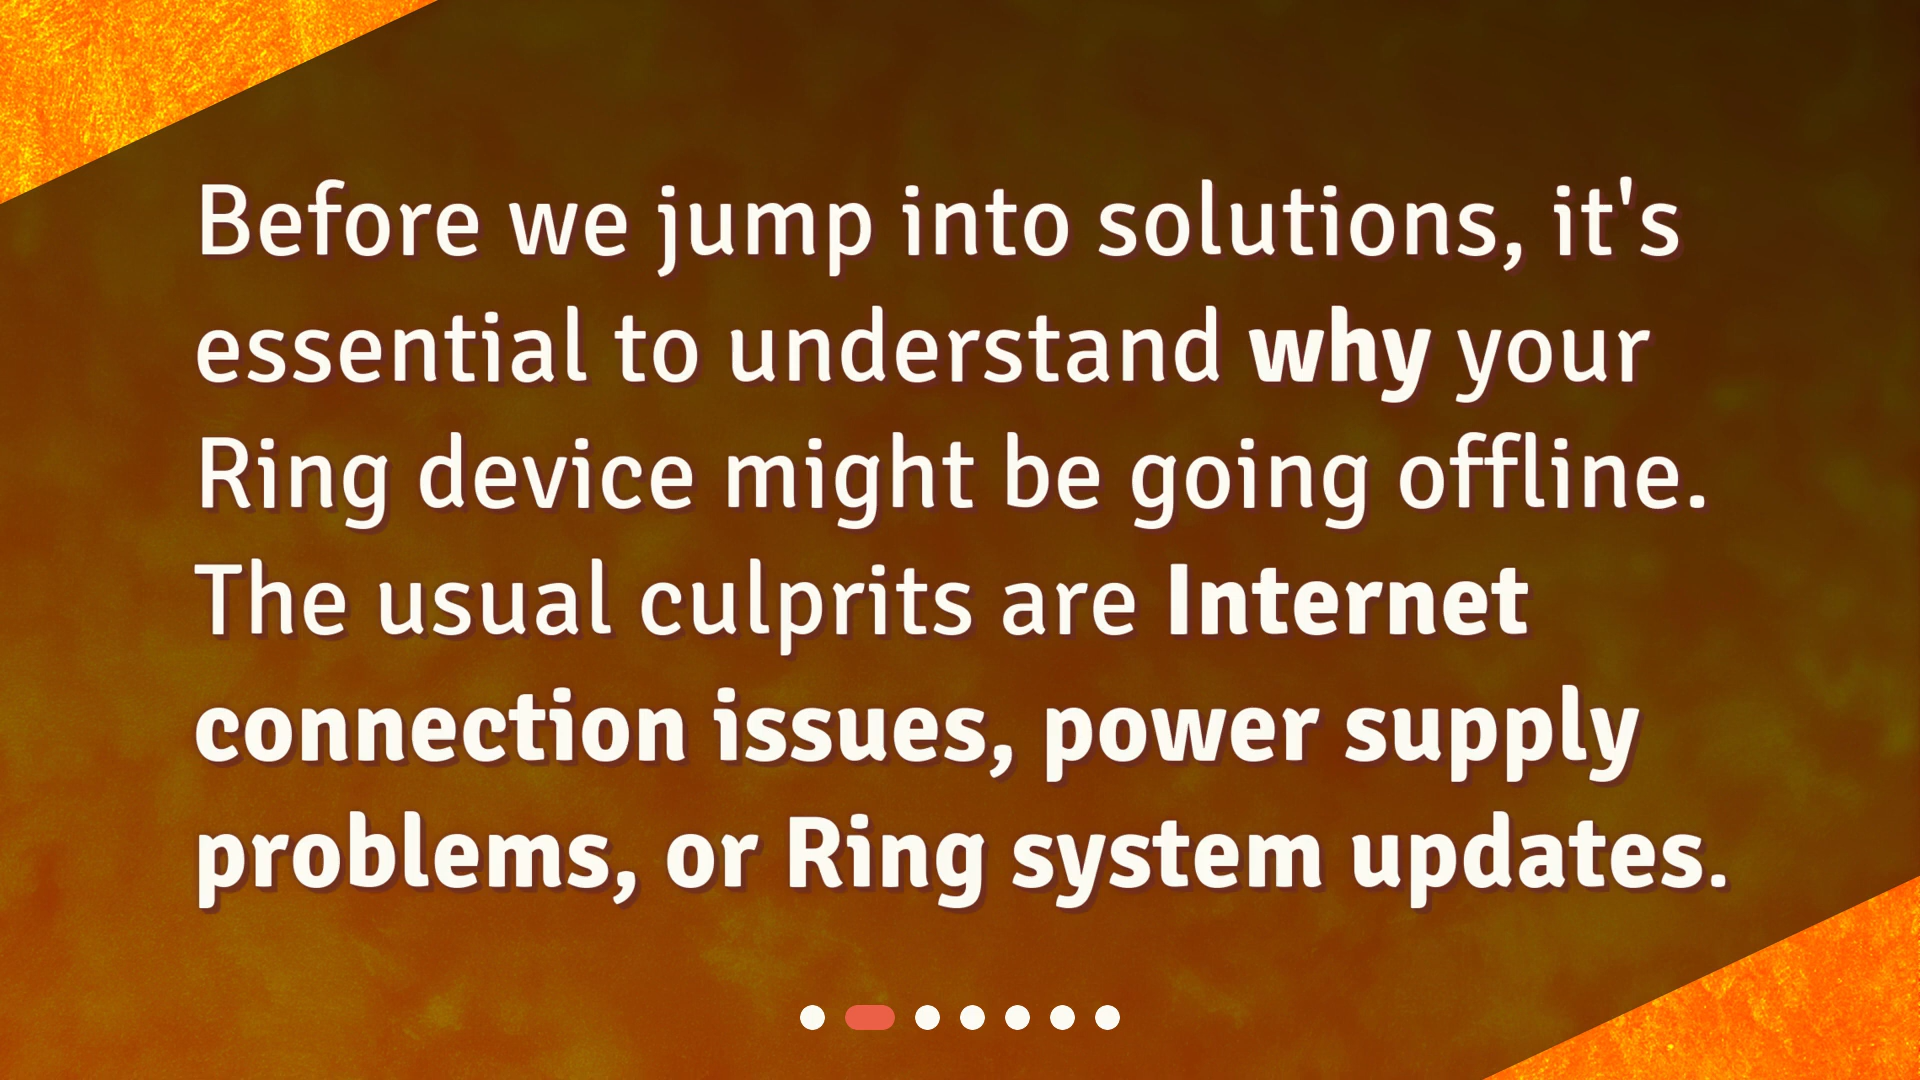 Before we jump into solutions, it's
essential to understand why your
Ring device might be going offline.
The usual culprits are Internet
connection issues, power supply
problems, or Ring system updates.